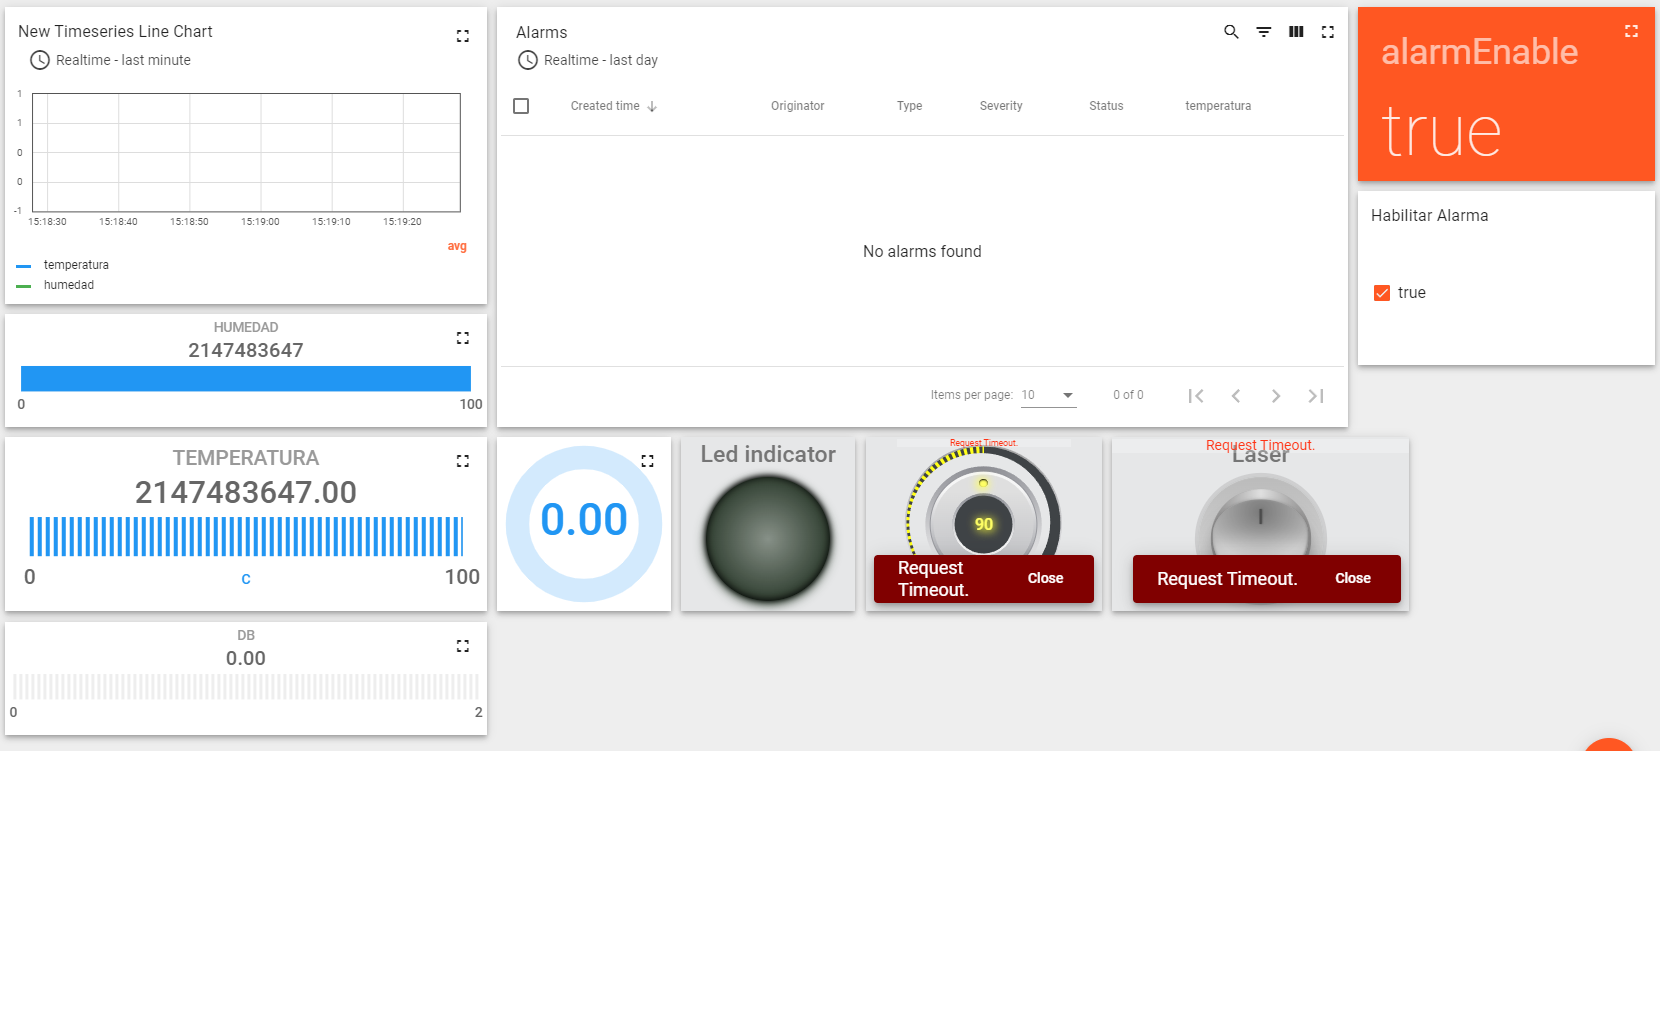 New Timeseries Line Chart
Realtime - last minute
1
1
0
0
-1
15:18:30 15:18:40 15:18:50 15:19:00 15:19:10 15:19:20
avg
temperatura
humedad
Alarms
Realtime - last day
Created time Originator Type Severity Status temperatura
No alarms found
Items per page: 10 0 of 0
alarmEnable
true
Habilitar Alarma
true
HUMEDAD
2147483647
0 100
TEMPERATURA
2147483647.00
0 C 100
0.00
Led indicator
Request Timeout.
90
Request
Timeout.
Close
Request Timeout.
Laser
Request Timeout. Close
DB
0.00
0 2